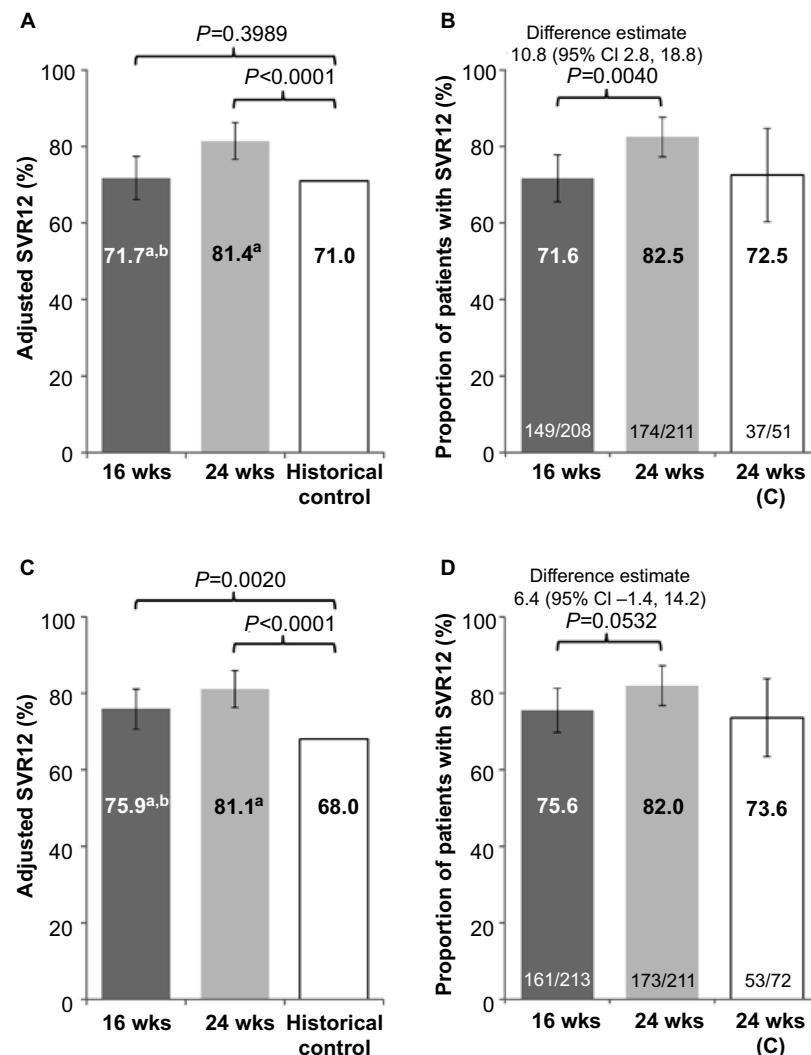 A
P=0.3989
P<0.0001
Adjusted SVR12 (%)
100
80
60
40
20
0
71.7a,b
81.4a
71.0
16 wks
24 wks
Historical
control
B
Difference estimate
10.8 (95% CI 2.8, 18.8)
P=0.0040
Proportion of patients with SVR12 (%)
100
80
60
40
20
0
71.6
82.5
72.5
149/208
174/211
37/51
16 wks
24 wks
24 wks
(C)
C
P=0.0020
P<0.0001
Adjusted SVR12 (%)
100
80
60
40
20
0
75.9a,b
81.1a
68.0
16 wks
24 wks
Historical
control
D
Difference estimate
6.4 (95% CI –1.4, 14.2)
P=0.0532
Proportion of patients with SVR12 (%)
100
80
60
40
20
0
75.6
82.0
73.6
161/213
173/211
53/72
16 wks
24 wks
24 wks
(C)